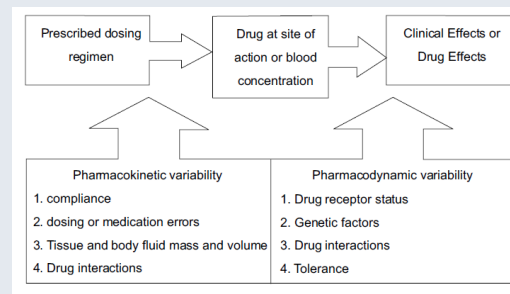 Prescribed dosing
regimen
Drug at site of
action or blood
concentration
Clinical Effects or
Drug Effects
Pharmacokinetic variability
1. compliance
2. dosing or medication errors
3. Tissue and body fluid mass and volume
4. Drug interactions
Pharmacodynamic variability
1. Drug receptor status
2. Genetic factors
3. Drug interactions
4. Tolerance